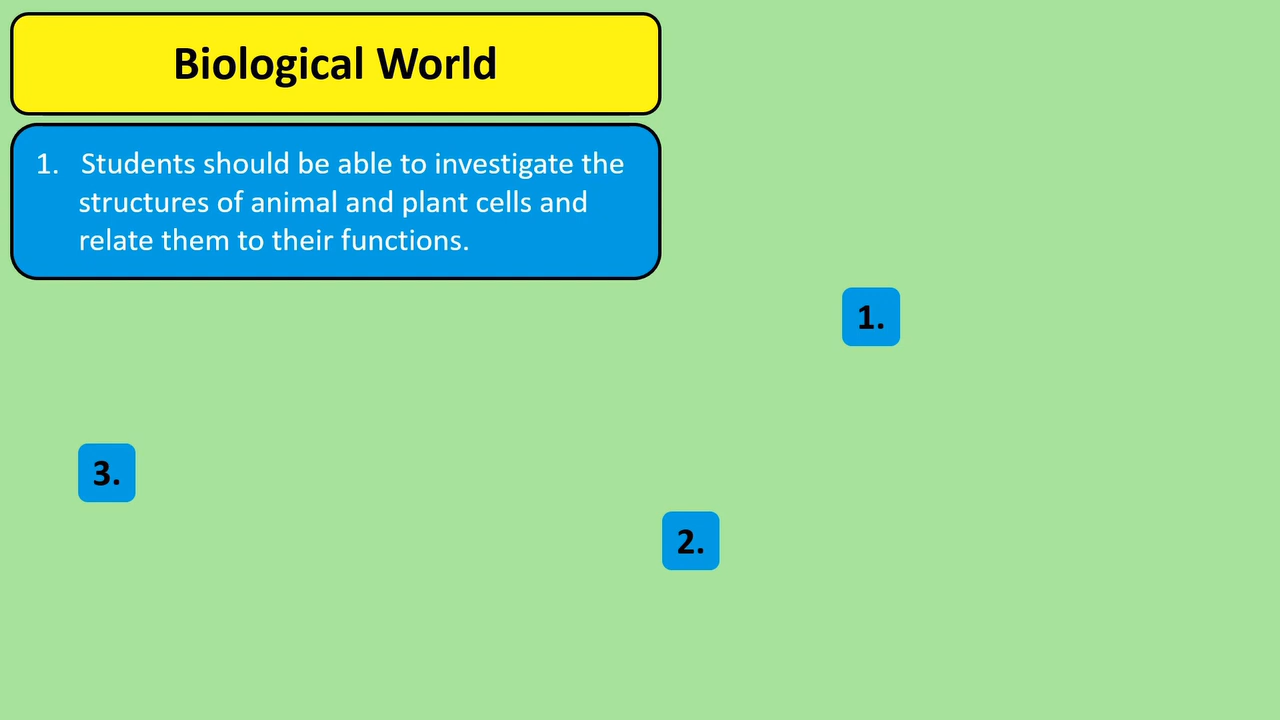 Biological World
1. Students should be able to investigate the
structures of animal and plant cells and
relate them to their functions.
1.
3.
2.